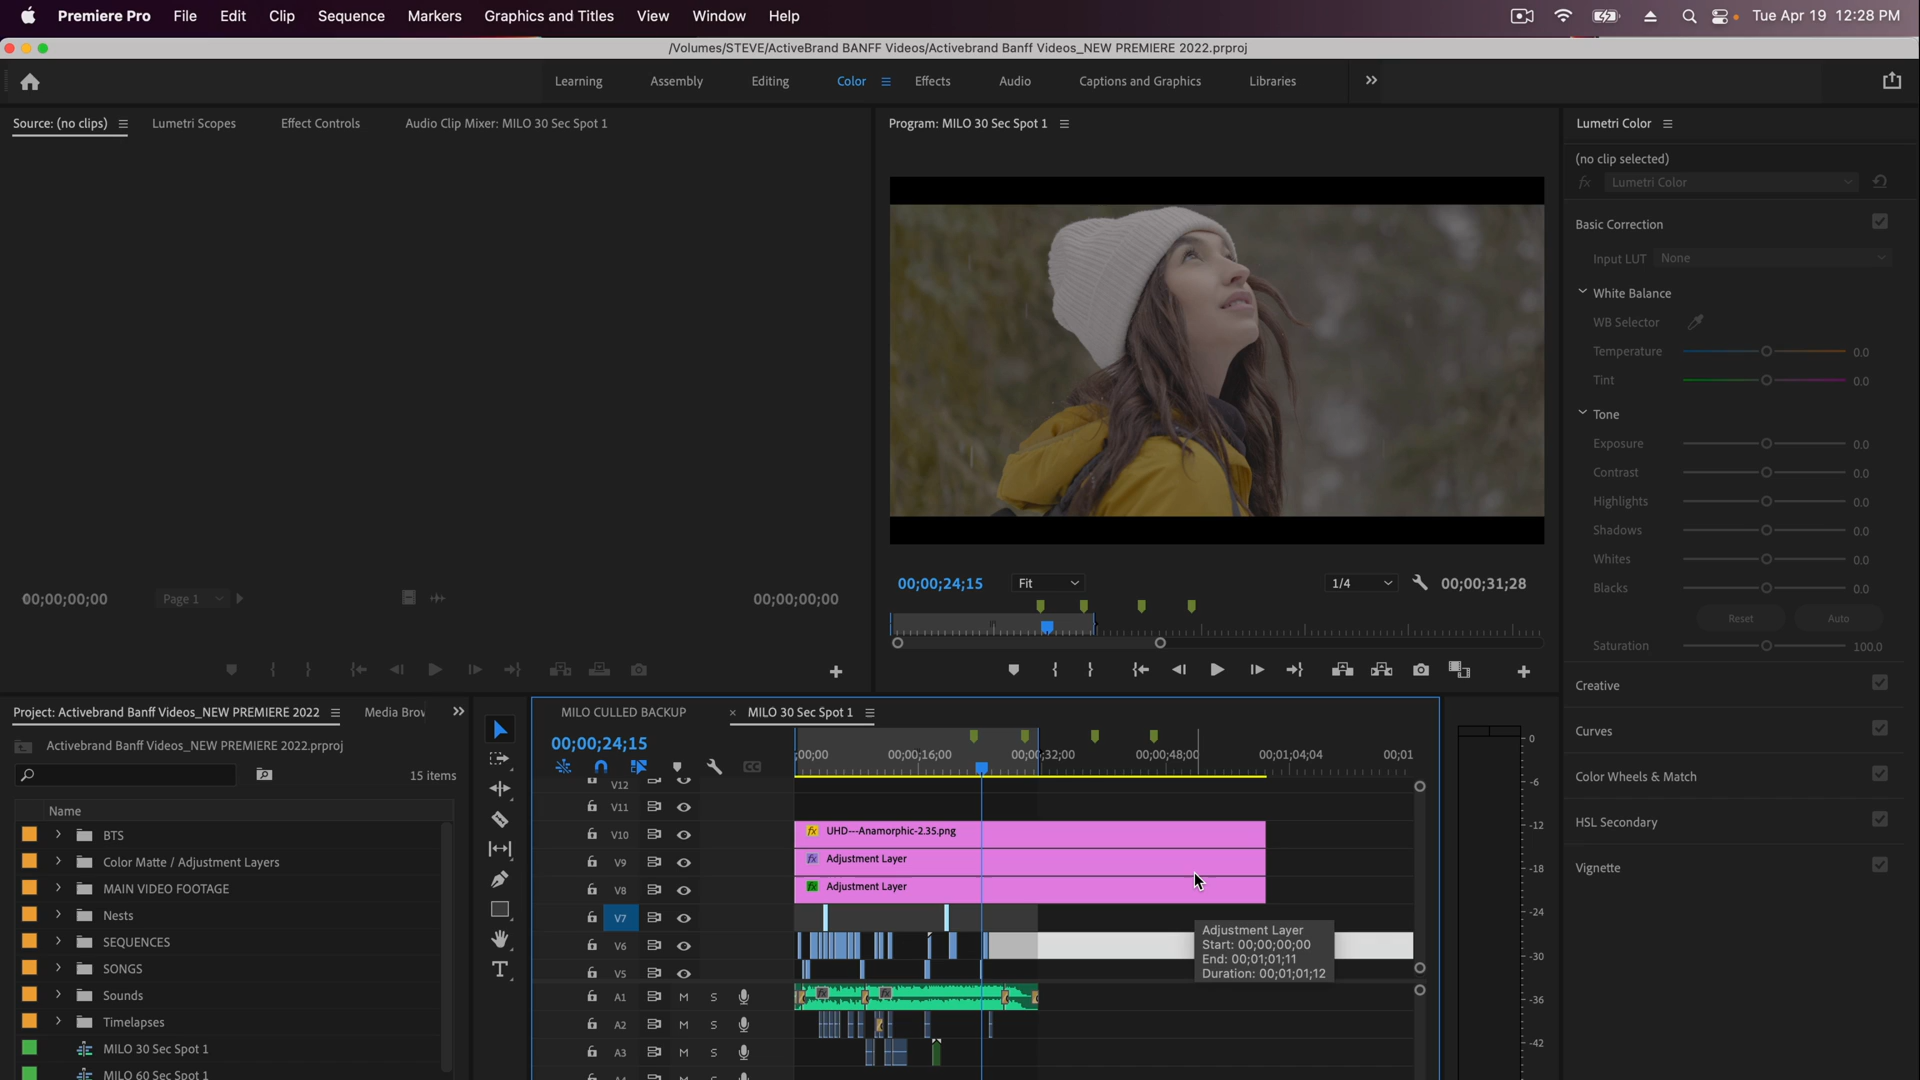 Premiere Pro File Edit Clip Sequence Markers Graphics and Titles View Window Help Tue Apr 19 12:28 PM
/Volumes/STEVE/ActiveBrand BANFF Videos/Activebrand Banff Videos_NEW PREMIERE 2022.prproj
Learning Assembly Editing Color Effects Audio Captions and Graphics Libraries
Source: (no clips) Lumetri Scopes Effect Controls Audio Clip Mixer: MILO 30 Sec Spot 1
Program: MILO 30 Sec Spot 1
Lumetri Color
(no clip selected)
fx Lumetri Color
Basic Correction
Input LUT None
White Balance
WB Selector
Temperature 0.0
Tint 0.0
Tone
Exposure 0.0
Contrast 0.0
Highlights 0.0
Shadows 0.0
Whites 0.0
Blacks 0.0
Reset Auto
Saturation 100.0
Creative
Curves
Color Wheels & Match
HSL Secondary
Vignette
00;00;00;00 Page 1 00;00;00;00
00;00;24;15 Fit 1/4 00;00;31;28
Project: Activebrand Banff Videos_NEW PREMIERE 2022 Media Brov
Activebrand Banff Videos_NEW PREMIERE 2022.prproj
15 items
Name
BTS
Color Matte / Adjustment Layers
MAIN VIDEO FOOTAGE
Nests
SEQUENCES
SONGS
Sounds
Timelapses
MILO 30 Sec Spot 1
MILO 60 Sec Spot 1
MILO CULLED BACKUP × MILO 30 Sec Spot 1
00;00;24;15
;00;00 00;00;16;00 00;00;32;00 00;00;48;00 00;01;04;04 00;01
V12
V11
V10 fx UHD---Anamorphic-2.35.png
V9 fx Adjustment Layer
V8 fx Adjustment Layer
V7
V6
V5
Adjustment Layer
Start: 00;00;00;00
End: 00;01;01;11
Duration: 00;01;01;12
A1 M S
A2 M S
A3 M S
0
-6
-12
-18
-24
-30
-36
-42